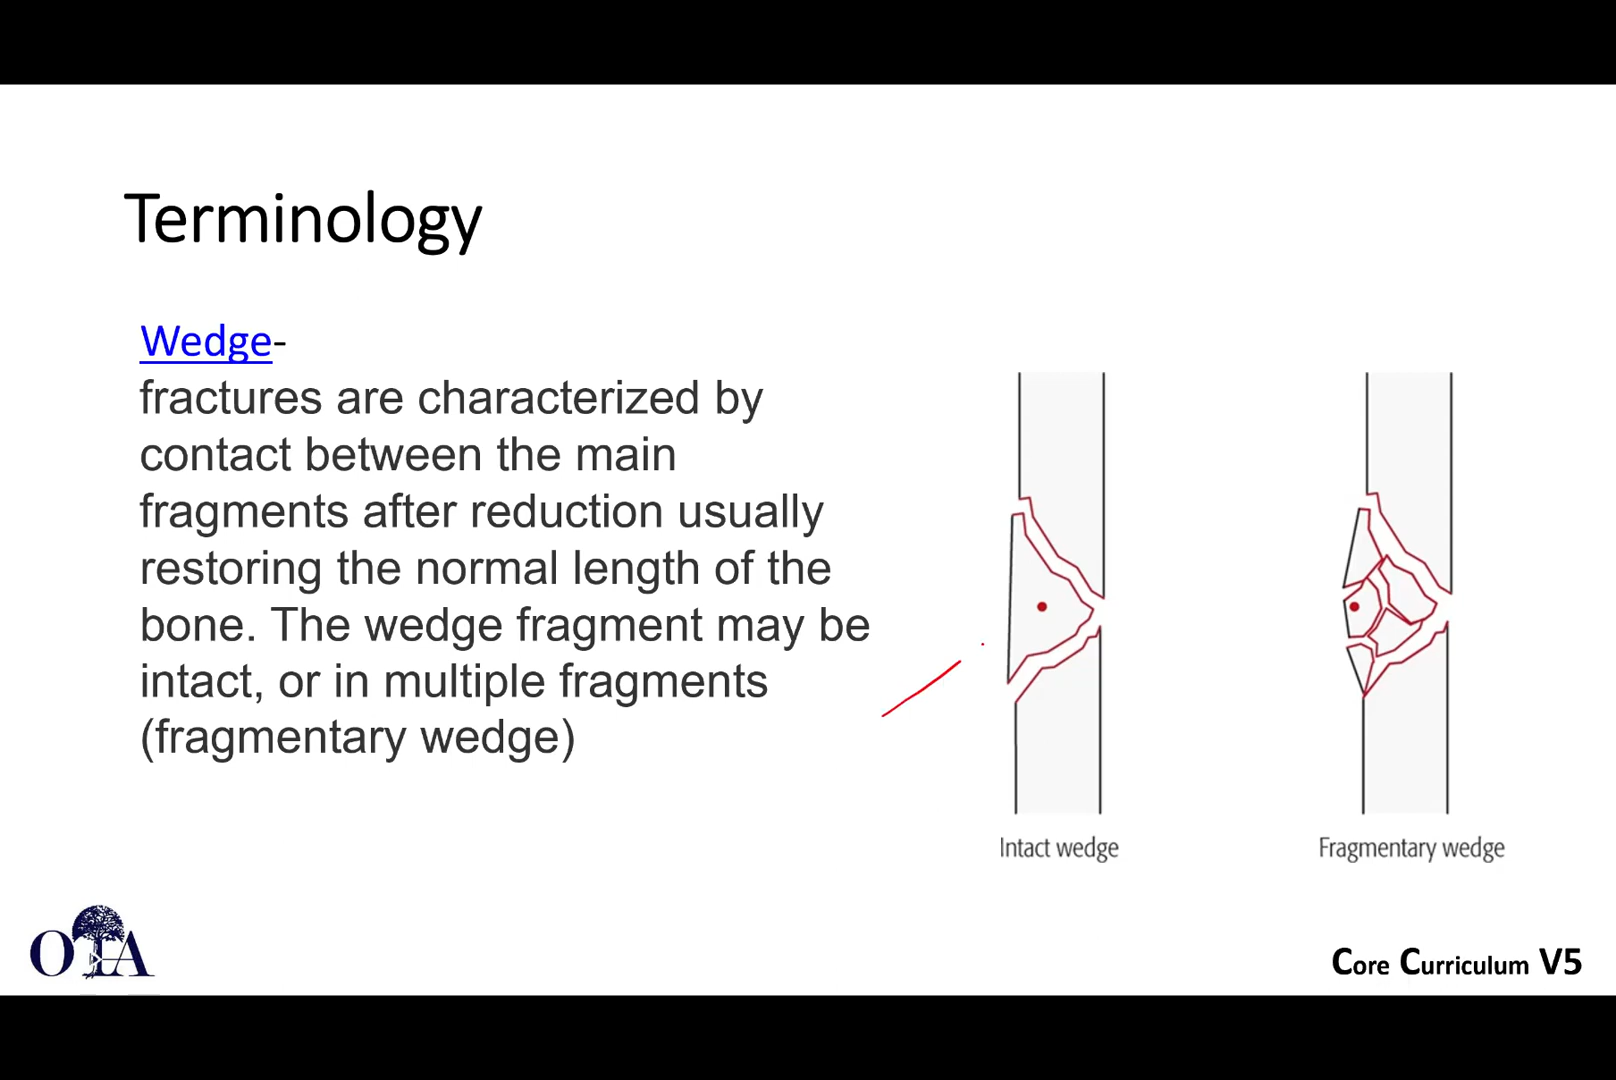 Terminology
Wedge-
fractures are characterized by
contact between the main
fragments after reduction usually
restoring the normal length of the
bone. The wedge fragment may be
intact, or in multiple fragments
(fragmentary wedge)
Intact wedge
Fragmentary wedge
OTA
Core Curriculum V5